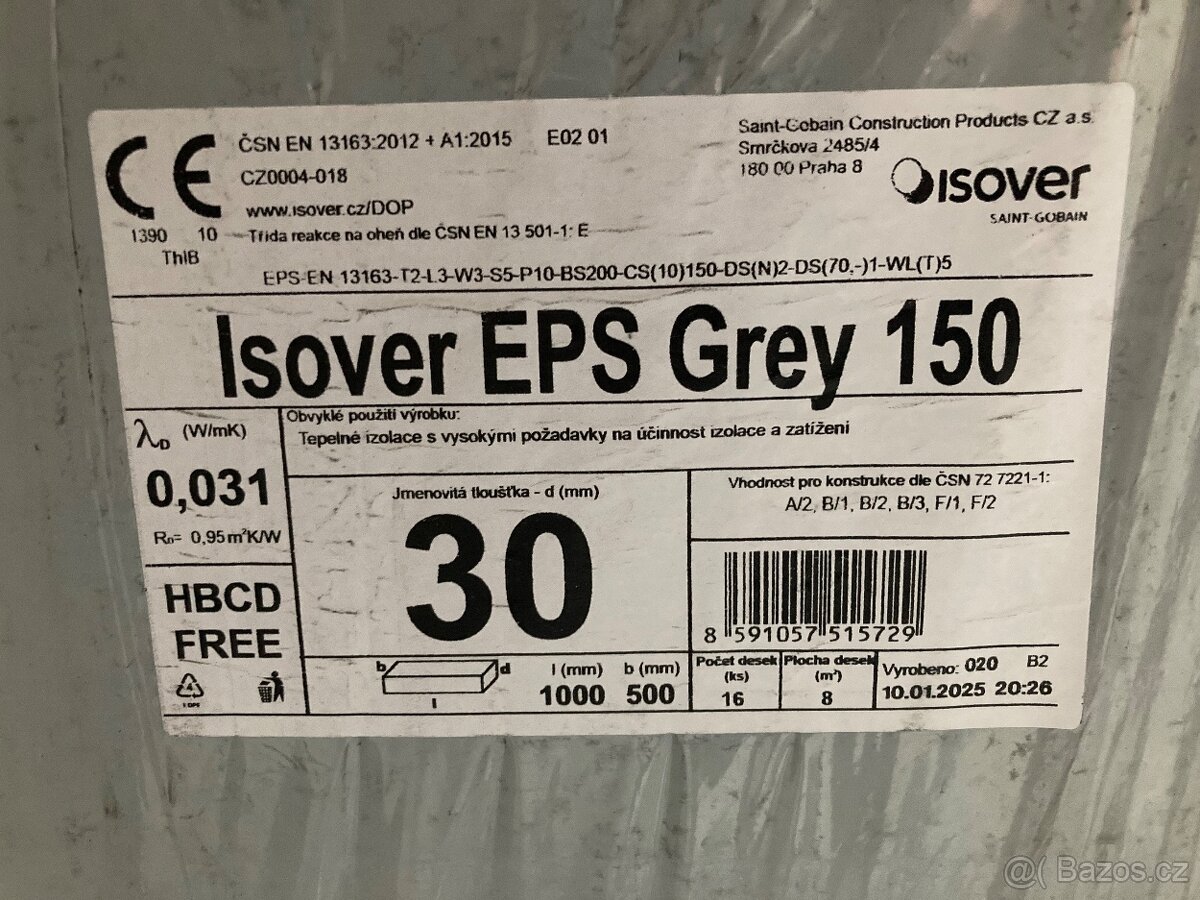 CE
ČSN EN 13163:2012 + A1:2015 E02 01
CZ0004-018
www.isover.cz/DOP
1390 10
Třída reakce na oheň dle ČSN EN 13 501-1: E
ThIB
Saint-Gobain Construction Products CZ a.s.
Smrčkova 2485/4
180 00 Praha 8
isover
SAINT-GOBAIN
EPS-EN 13163-T2-L3-W3-S5-P10-BS200-CS(10)150-DS(N)2-DS(70,-)1-WL(T)5
Isover EPS Grey 150
λD (W/mK)
0,031
RD= 0,95m²K/W
HBCD
FREE
Obvyklé použití výrobku:
Tepelné izolace s vysokými požadavky na účinnost izolace a zatížení
Jmenovitá tloušťka - d (mm)
30
Vhodnost pro konstrukce dle ČSN 72 7221-1:
A/2, B/1, B/2, B/3, F/1, F/2
8 591057 515729
b d
l
l (mm) b (mm)
1000 500
Počet desek
(ks)
16
Plocha desek
(m²)
8
Vyrobeno: 020 B2
10.01.2025 20:26
@( Bazos.cz